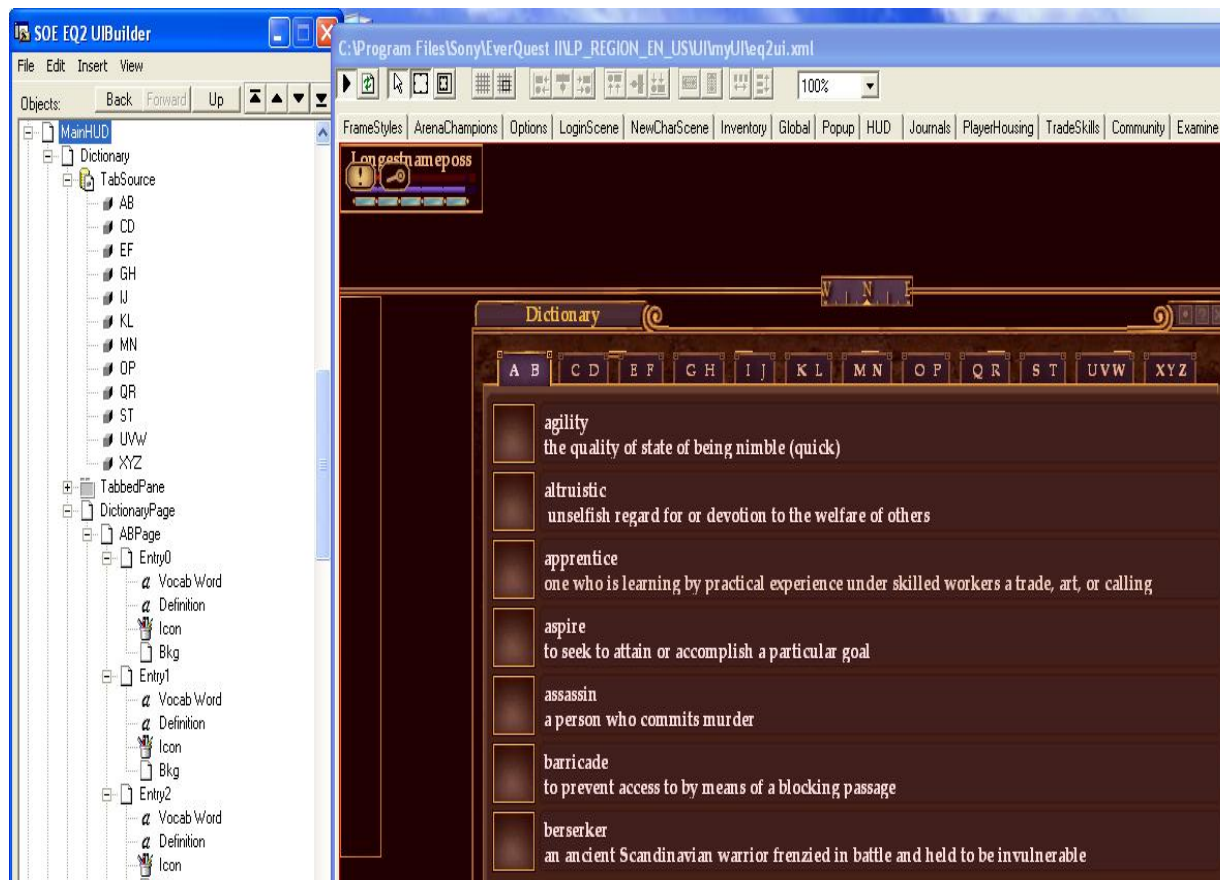 SOE EQ2 UIBuilder
File Edit Insert View
Objects: Back Forward Up
MainHUD
Dictionary
TabSource
AB
CD
EF
GH
IJ
KL
MN
OP
QR
ST
UVW
XYZ
TabbedPane
DictionaryPage
ABPage
Entry0
Vocab Word
Definition
Icon
Bkg
Entry1
Vocab Word
Definition
Icon
Bkg
Entry2
Vocab Word
Definition
Icon
C:\Program Files\Sony\EverQuest II\LP_REGION_EN_US\UI\myUI\eq2ui.xml
100%
FrameStyles ArenaChampions Options LoginScene NewCharScene Inventory Global Popup HUD Journals PlayerHousing TradeSkills Community Examine
Longestnameposs
W N E
Dictionary
A B C D E F G H I J K L M N O P Q R S T U V W X Y Z
agility
the quality of state of being nimble (quick)
altruistic
unselfish regard for or devotion to the welfare of others
apprentice
one who is learning by practical experience under skilled workers a trade, art, or calling
aspire
to seek to attain or accomplish a particular goal
assassin
a person who commits murder
barricade
to prevent access to by means of a blocking passage
berserker
an ancient Scandinavian warrior frenzied in battle and held to be invulnerable